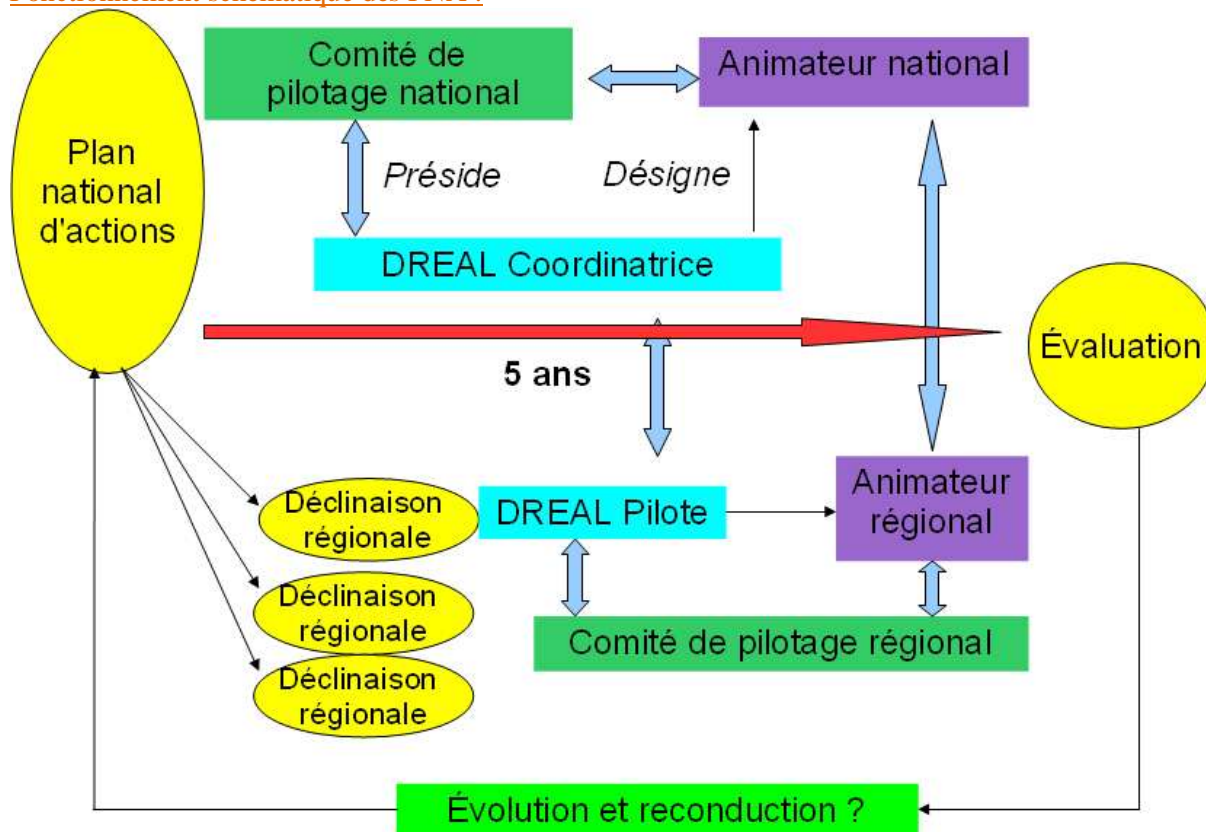 Comité de
pilotage national
Animateur national
Plan
national
d'actions
Préside
Désigne
DREAL Coordinatrice
5 ans
Évaluation
Déclinaison
régionale
DREAL Pilote
Animateur
régional
Déclinaison
régionale
Comité de pilotage régional
Déclinaison
régionale
Évolution et reconduction ?